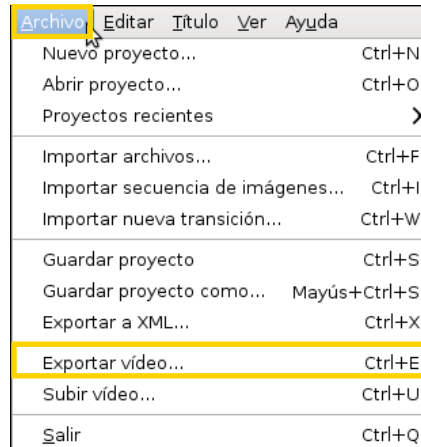 Archivo Editar Título Ver Ayuda
Nuevo proyecto... Ctrl+N
Abrir proyecto... Ctrl+O
Proyectos recientes
Importar archivos... Ctrl+F
Importar secuencia de imágenes... Ctrl+I
Importar nueva transición... Ctrl+W
Guardar proyecto Ctrl+S
Guardar proyecto como... Mayús+Ctrl+S
Exportar a XML... Ctrl+X
Exportar vídeo... Ctrl+E
Subir vídeo... Ctrl+U
Salir Ctrl+Q